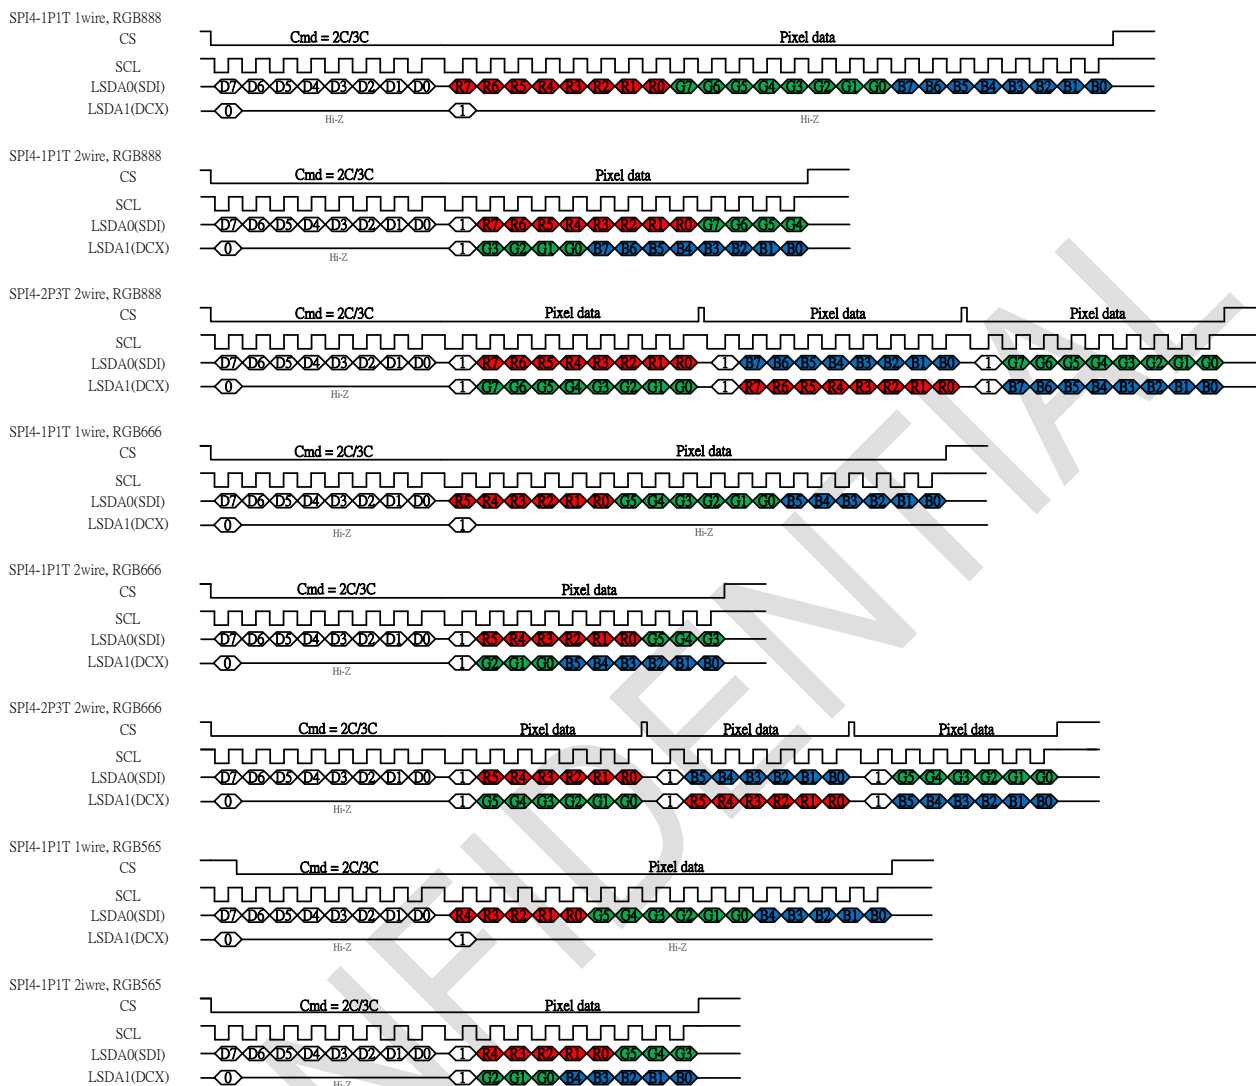 SPI4-1P1T 1wire, RGB888
CS Cmd = 2C/3C Pixel data
SCL
LSDA0(SDI) D7 D6 D5 D4 D3 D2 D1 D0 R7 R6 R5 R4 R3 R2 R1 R0 G7 G6 G5 G4 G3 G2 G1 G0 B7 B6 B5 B4 B3 B2 B1 B0
LSDA1(DCX) 0 1
Hi-Z Hi-Z
SPI4-1P1T 2wire, RGB888
CS Cmd = 2C/3C Pixel data
SCL
LSDA0(SDI) D7 D6 D5 D4 D3 D2 D1 D0 1 R7 R6 R5 R4 R3 R2 R1 R0 G7 G6 G5 G4
LSDA1(DCX) 0 1 G3 G2 G1 G0 B7 B6 B5 B4 B3 B2 B1 B0
Hi-Z
SPI4-2P3T 2wire, RGB888
CS Cmd = 2C/3C Pixel data Pixel data Pixel data
SCL
LSDA0(SDI) D7 D6 D5 D4 D3 D2 D1 D0 1 R7 R6 R5 R4 R3 R2 R1 R0 1 B7 B6 B5 B4 B3 B2 B1 B0 1 G7 G6 G5 G4 G3 G2 G1 G0
LSDA1(DCX) 0 1 G7 G6 G5 G4 G3 G2 G1 G0 1 R7 R6 R5 R4 R3 R2 R1 R0 1 B7 B6 B5 B4 B3 B2 B1 B0
Hi-Z
SPI4-1P1T 1wire, RGB666
CS Cmd = 2C/3C Pixel data
SCL
LSDA0(SDI) D7 D6 D5 D4 D3 D2 D1 D0 R5 R4 R3 R2 R1 R0 G5 G4 G3 G2 G1 G0 B5 B4 B3 B2 B1 B0
LSDA1(DCX) 0 1
Hi-Z Hi-Z
SPI4-1P1T 2wire, RGB666
CS Cmd = 2C/3C Pixel data
SCL
LSDA0(SDI) D7 D6 D5 D4 D3 D2 D1 D0 1 R5 R4 R3 R2 R1 R0 G5 G4 G3
LSDA1(DCX) 0 1 G2 G1 G0 B5 B4 B3 B2 B1 B0
Hi-Z
SPI4-2P3T 2wire, RGB666
CS Cmd = 2C/3C Pixel data Pixel data Pixel data
SCL
LSDA0(SDI) D7 D6 D5 D4 D3 D2 D1 D0 1 R5 R4 R3 R2 R1 R0 1 B5 B4 B3 B2 B1 B0 1 G5 G4 G3 G2 G1 G0
LSDA1(DCX) 0 1 G5 G4 G3 G2 G1 G0 1 R5 R4 R3 R2 R1 R0 1 B5 B4 B3 B2 B1 B0
Hi-Z
SPI4-1P1T 1wire, RGB565
CS Cmd = 2C/3C Pixel data
SCL
LSDA0(SDI) D7 D6 D5 D4 D3 D2 D1 D0 R4 R3 R2 R1 R0 G5 G4 G3 G2 G1 G0 B4 B3 B2 B1 B0
LSDA1(DCX) 0 1
Hi-Z Hi-Z
SPI4-1P1T 2iwre, RGB565
CS Cmd = 2C/3C Pixel data
SCL
LSDA0(SDI) D7 D6 D5 D4 D3 D2 D1 D0 1 R4 R3 R2 R1 R0 G5 G4 G3
LSDA1(DCX) 0 1 G2 G1 G0 B4 B3 B2 B1 B0
Hi-Z
NFIDENTIAL